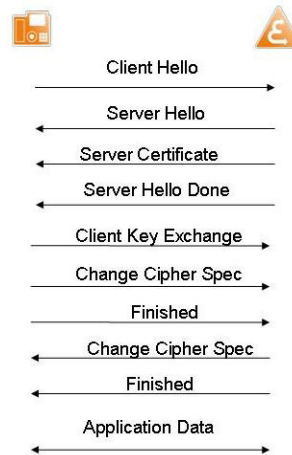 Client Hello
Server Hello
Server Certificate
Server Hello Done
Client Key Exchange
Change Cipher Spec
Finished
Change Cipher Spec
Finished
Application Data